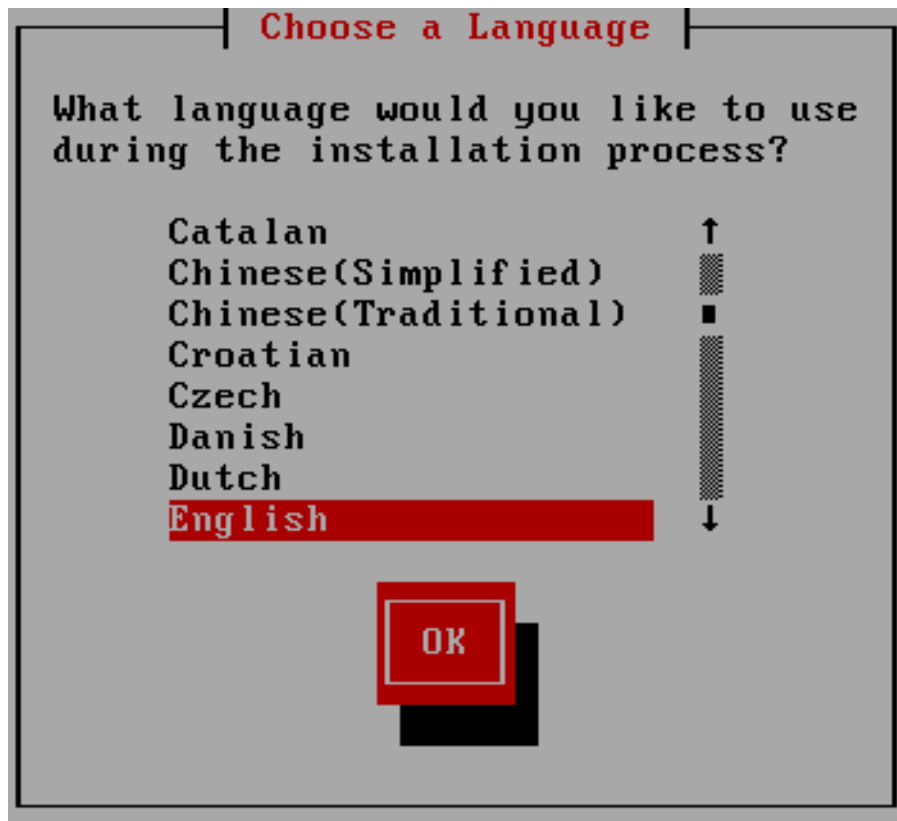 Choose a Language
What language would you like to use
during the installation process?
Catalan
Chinese(Simplified)
Chinese(Traditional)
Croatian
Czech
Danish
Dutch
English
OK